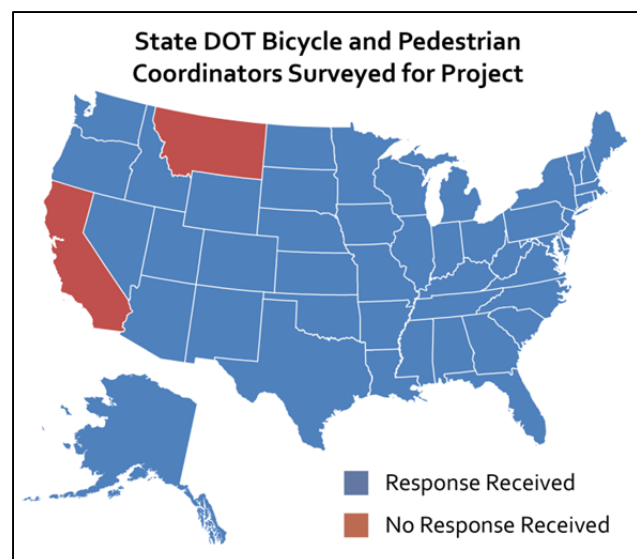 State DOT Bicycle and Pedestrian
Coordinators Surveyed for Project
Response Received
No Response Received